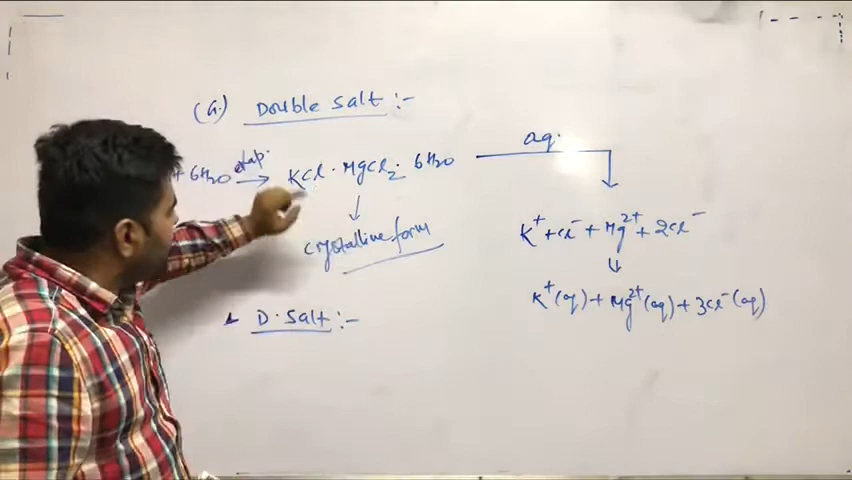 (a.) Double salt :-
+ 6H₂O evap. → KCl · MgCl₂ · 6H₂O aq.
↓
crystalline form
K⁺ + Cl⁻ + Mg²⁺ + 2Cl⁻
↓
K⁺(aq) + Mg²⁺(aq) + 3Cl⁻(aq)
D. Salt :-